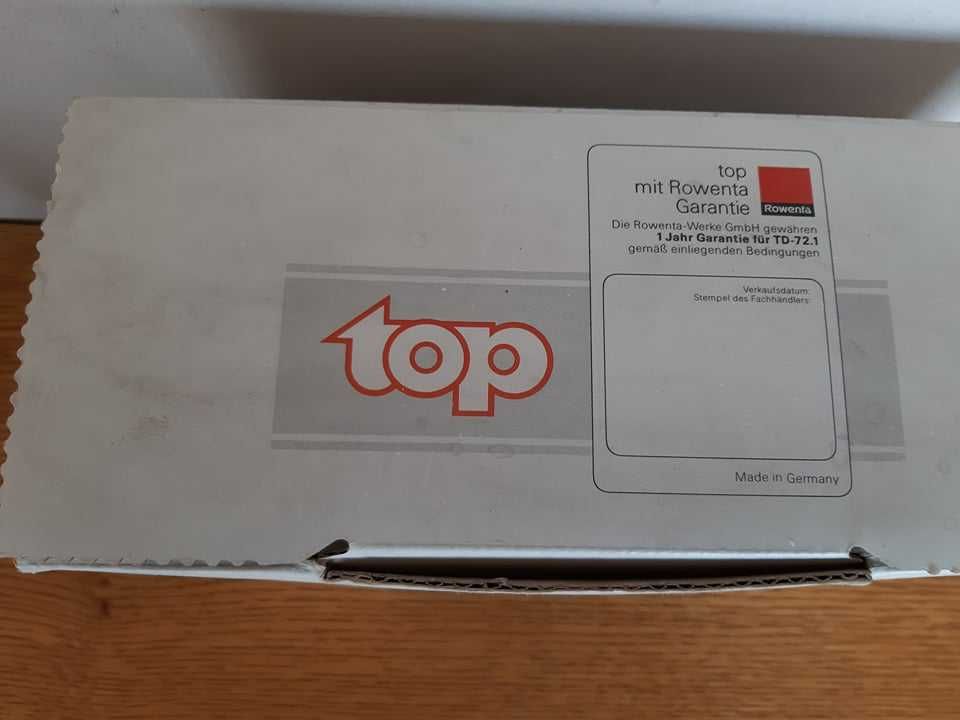 top
top
mit Rowenta
Garantie
Rowenta
Die Rowenta-Werke GmbH gewähren
1 Jahr Garantie für TD-72.1
gemäß einliegenden Bedingungen
Verkaufsdatum:
Stempel des Fachhändlers:
Made in Germany